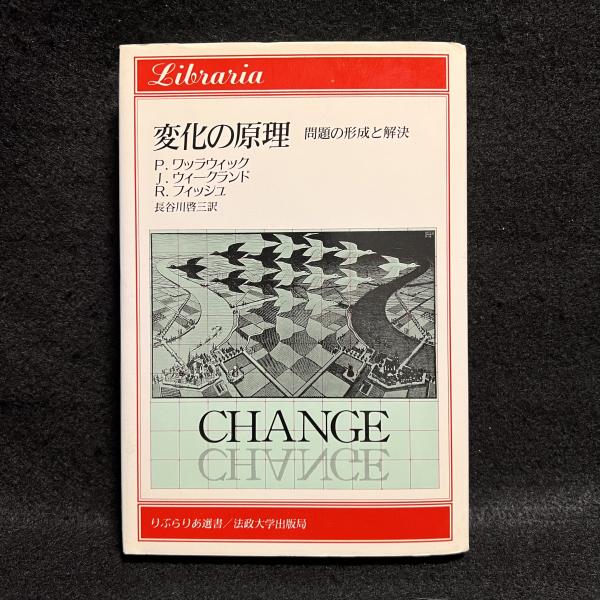 Libraria
変化の原理 問題の形成と解決
P. ワツラウィック
J. ウィークランド
R. フィッシュ
長谷川啓三訳
CHANGE
CHANGE
りぶらりあ選書／法政大学出版局